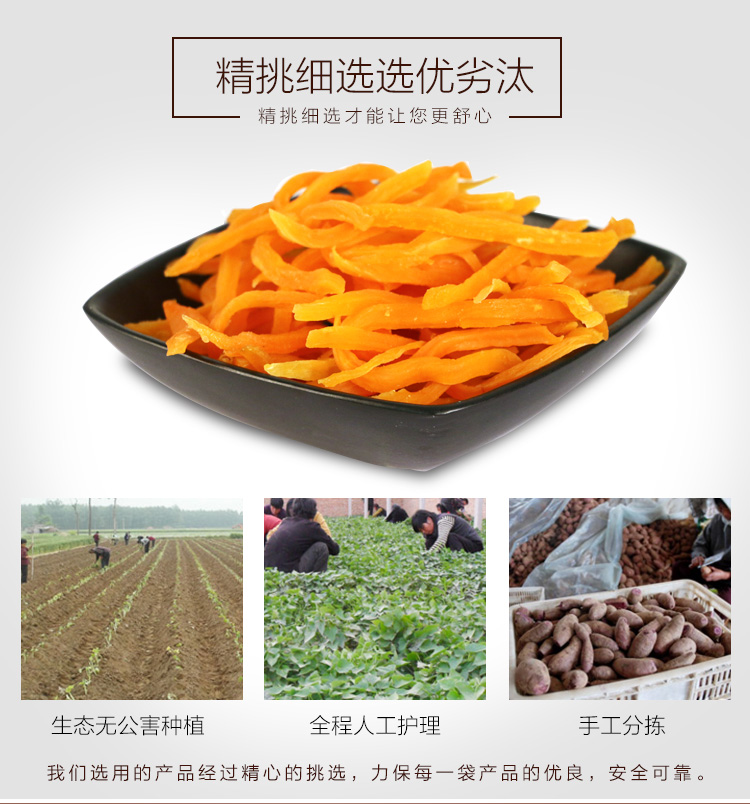 精挑细选选优劣汰
精挑细选才能让您更舒心
生态无公害种植
全程人工护理
手工分拣
我们选用的产品经过精心的挑选，力保每一袋产品的优良，安全可靠。